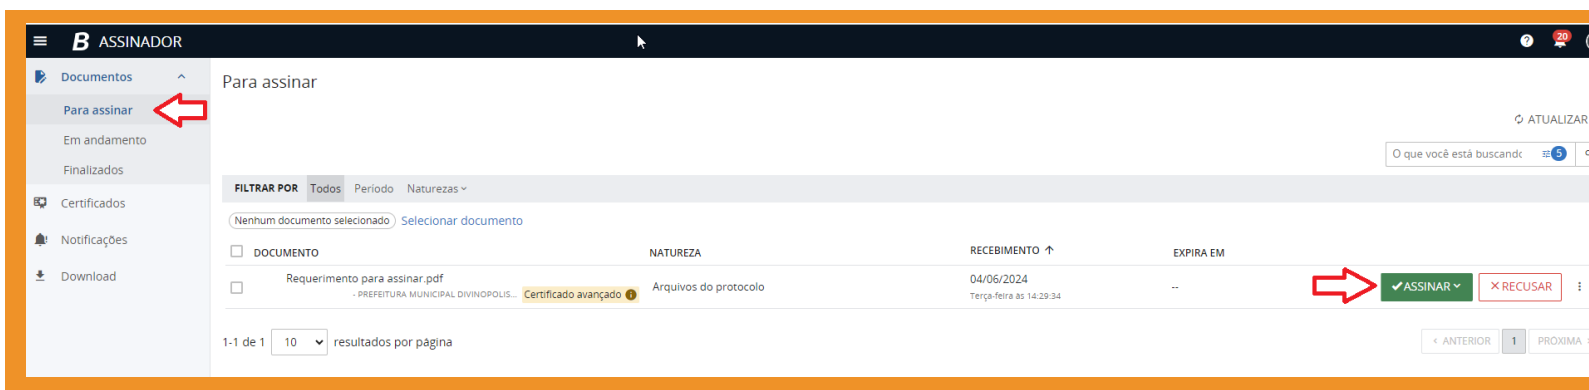 B ASSINADOR
20
Documentos
Para assinar
Em andamento
Finalizados
Certificados
Notificações
Download
Para assinar
ATUALIZAR
O que você está buscando 5
FILTRAR POR Todos Período Naturezas
Nenhum documento selecionado Selecionar documento
DOCUMENTO NATUREZA RECEBIMENTO EXPIRA EM
Requerimento para assinar.pdf
- PREFEITURA MUNICIPAL DIVINOPOLIS... Certificado avançado
Arquivos do protocolo
04/06/2024
Terça-feira às 14:29:34
--
ASSINAR RECUSAR
1-1 de 1 10 resultados por página
ANTERIOR 1 PRÓXIMA